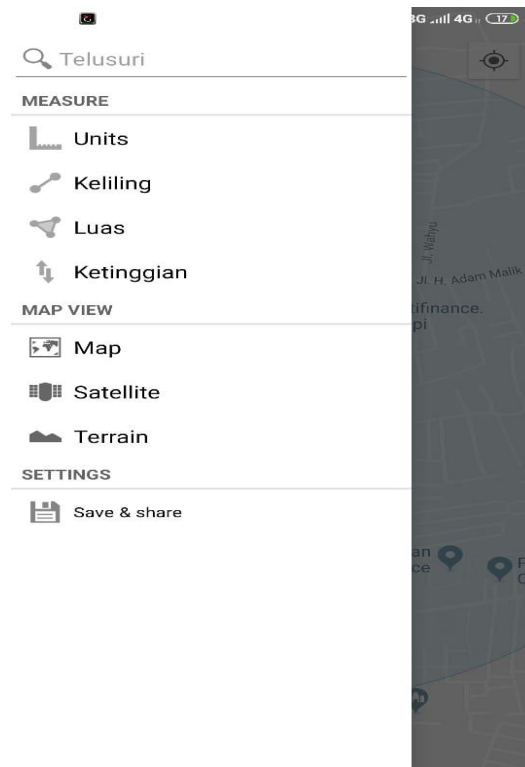 3G 4G 17
Telusuri
MEASURE
Units
Keliling
Luas
Ketinggian
MAP VIEW
Map
Satellite
Terrain
SETTINGS
Save & share
Jl. Wahyu
Jl. H. Adam Malik
tifinance.
pi
an
ce